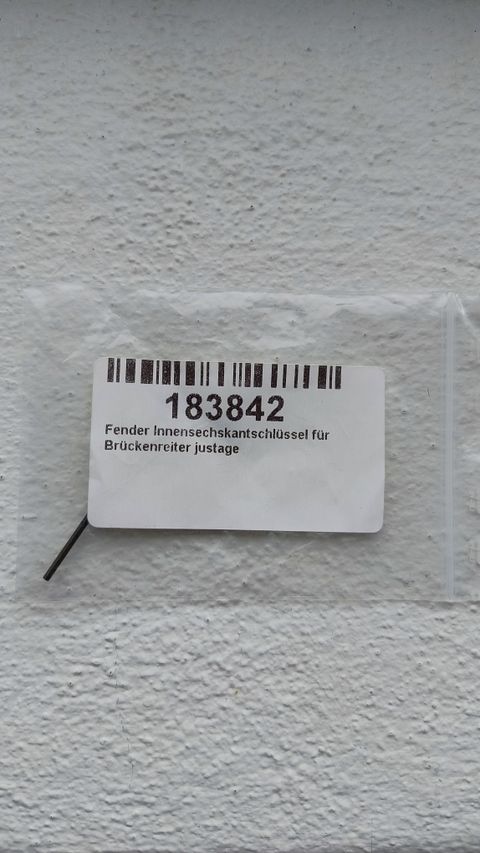 183842
Fender Innensechskantschlüssel für
Brückenreiter justage